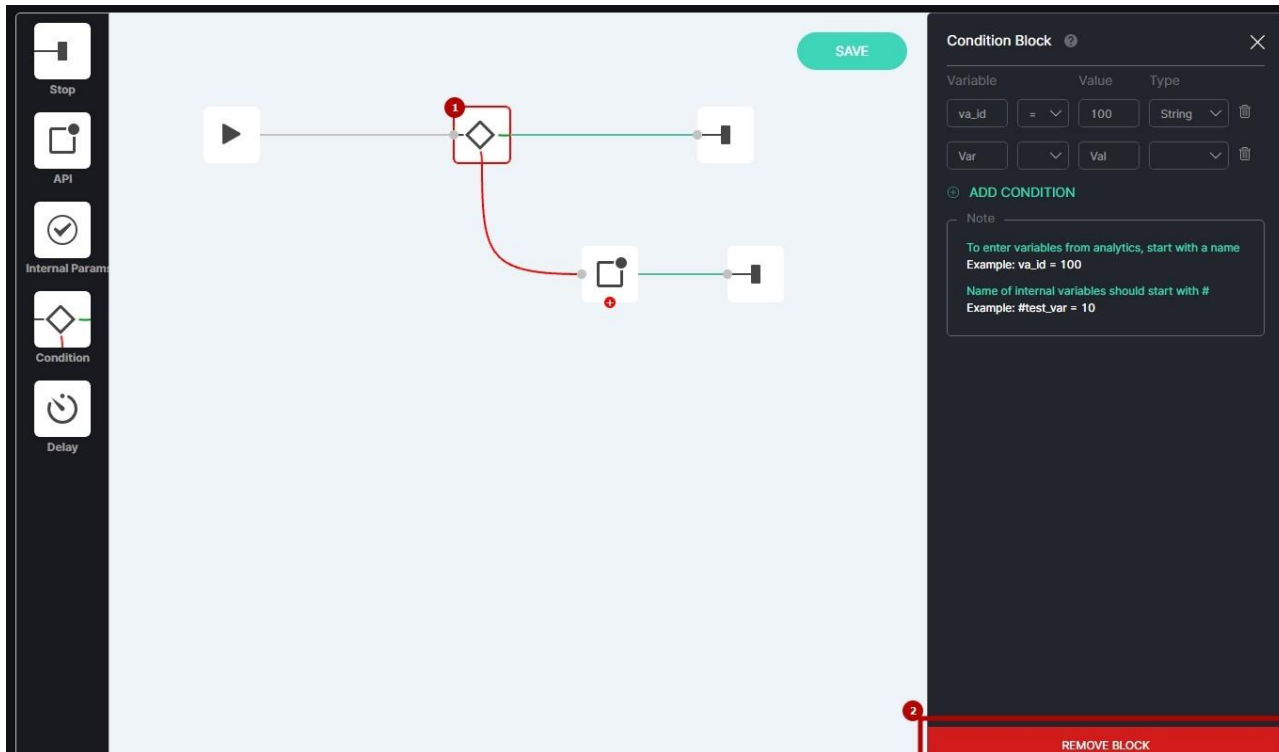 Stop
API
Internal Params
Condition
Delay
1
SAVE
Condition Block ?
Variable Value Type
va_id = 100 String
Var Val
ADD CONDITION
Note
To enter variables from analytics, start with a name
Example: va_id = 100
Name of internal variables should start with #
Example: #test_var = 10
2
REMOVE BLOCK